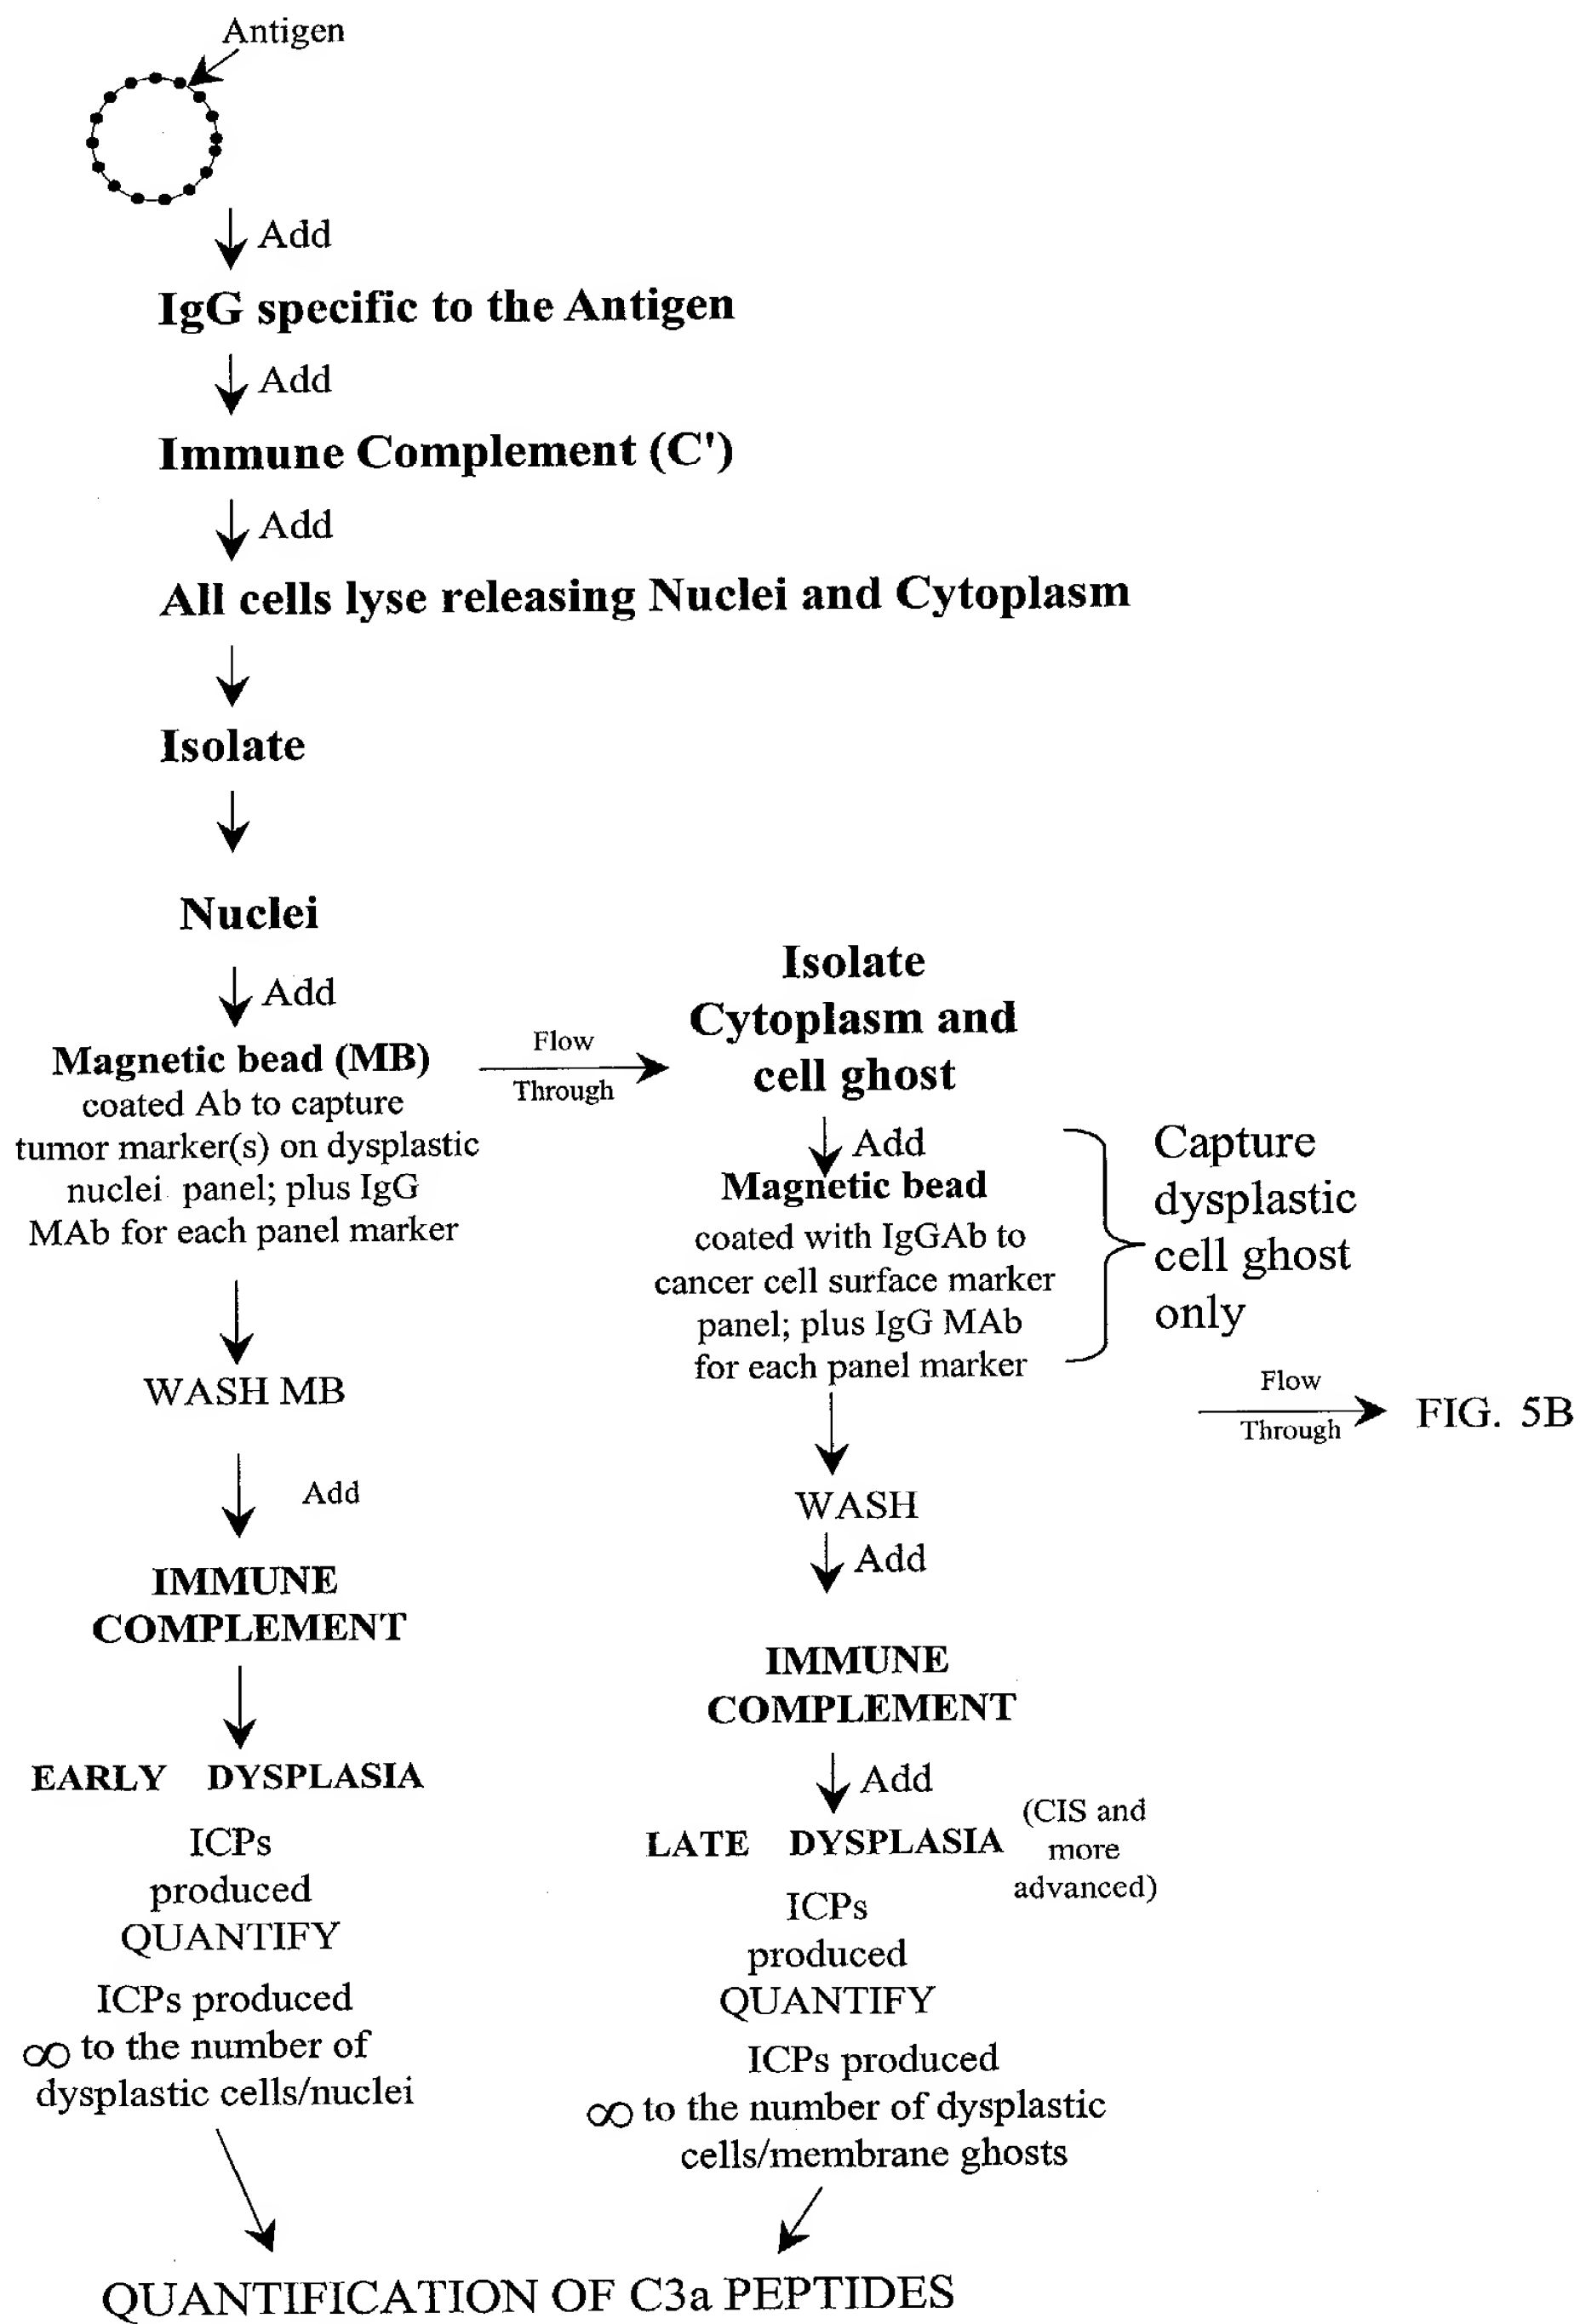 Antigen
Add
IgG specific to the Antigen
Add
Immune Complement (C')
Add
All cells lyse releasing Nuclei and Cytoplasm
Isolate
Nuclei
Add
Magnetic bead (MB)
coated Ab to capture
tumor marker(s) on dysplastic
nuclei panel; plus IgG
MAb for each panel marker
Flow
Through
Isolate
Cytoplasm and
cell ghost
Add
Magnetic bead
coated with IgGAb to
cancer cell surface marker
panel; plus IgG MAb
for each panel marker
Capture
dysplastic
cell ghost
only
Flow
Through
FIG. 5B
WASH MB
Add
IMMUNE
COMPLEMENT
EARLY DYSPLASIA
ICPs
produced
QUANTIFY
ICPs produced
∞ to the number of
dysplastic cells/nuclei
WASH
Add
IMMUNE
COMPLEMENT
Add
LATE DYSPLASIA
(CIS and
more
advanced)
ICPs
produced
QUANTIFY
ICPs produced
∞ to the number of dysplastic
cells/membrane ghosts
QUANTIFICATION OF C3a PEPTIDES